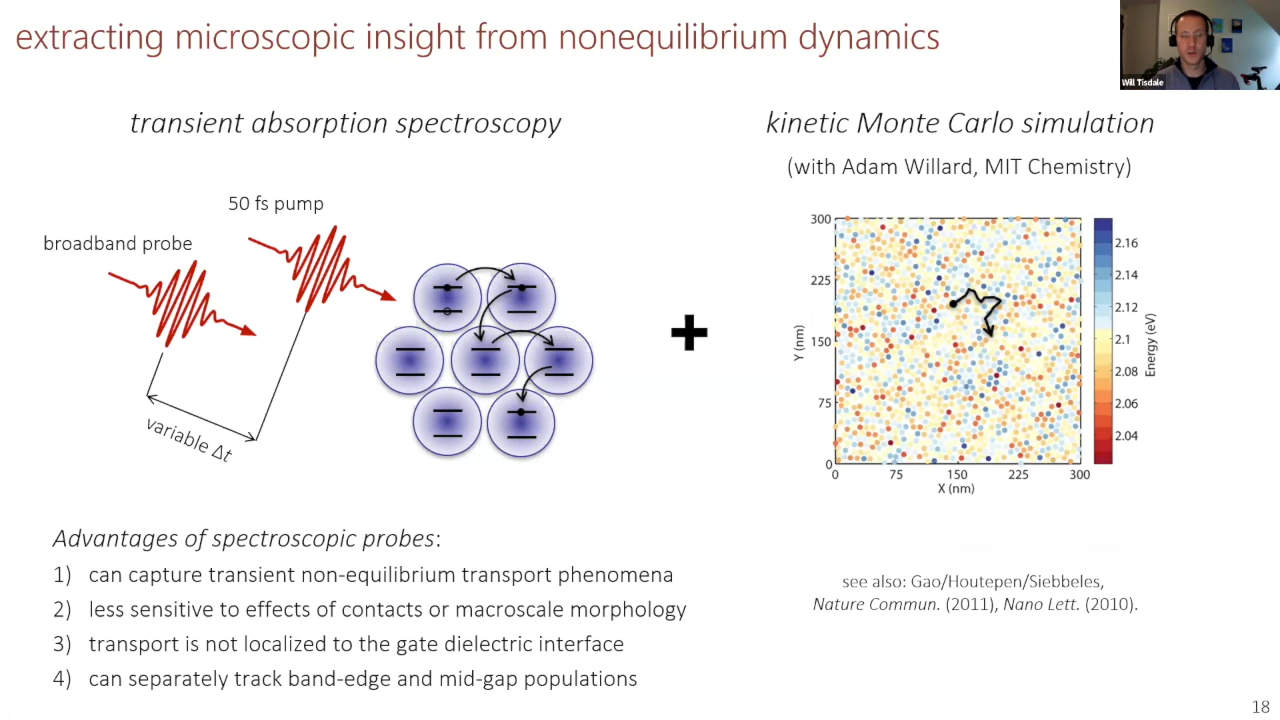 extracting microscopic insight from nonequilibrium dynamics
Will Tisdale
transient absorption spectroscopy
50 fs pump
broadband probe
variable Δt
+
kinetic Monte Carlo simulation
(with Adam Willard, MIT Chemistry)
300
225
150
75
0
Y (nm)
0 75 150 225 300
X (nm)
2.16
2.14
2.12
2.1
2.08
2.06
2.04
Energy (eV)
Advantages of spectroscopic probes:
1) can capture transient non-equilibrium transport phenomena
2) less sensitive to effects of contacts or macroscale morphology
3) transport is not localized to the gate dielectric interface
4) can separately track band-edge and mid-gap populations
see also: Gao/Houtepen/Siebbeles,
Nature Commun. (2011), Nano Lett. (2010).
18